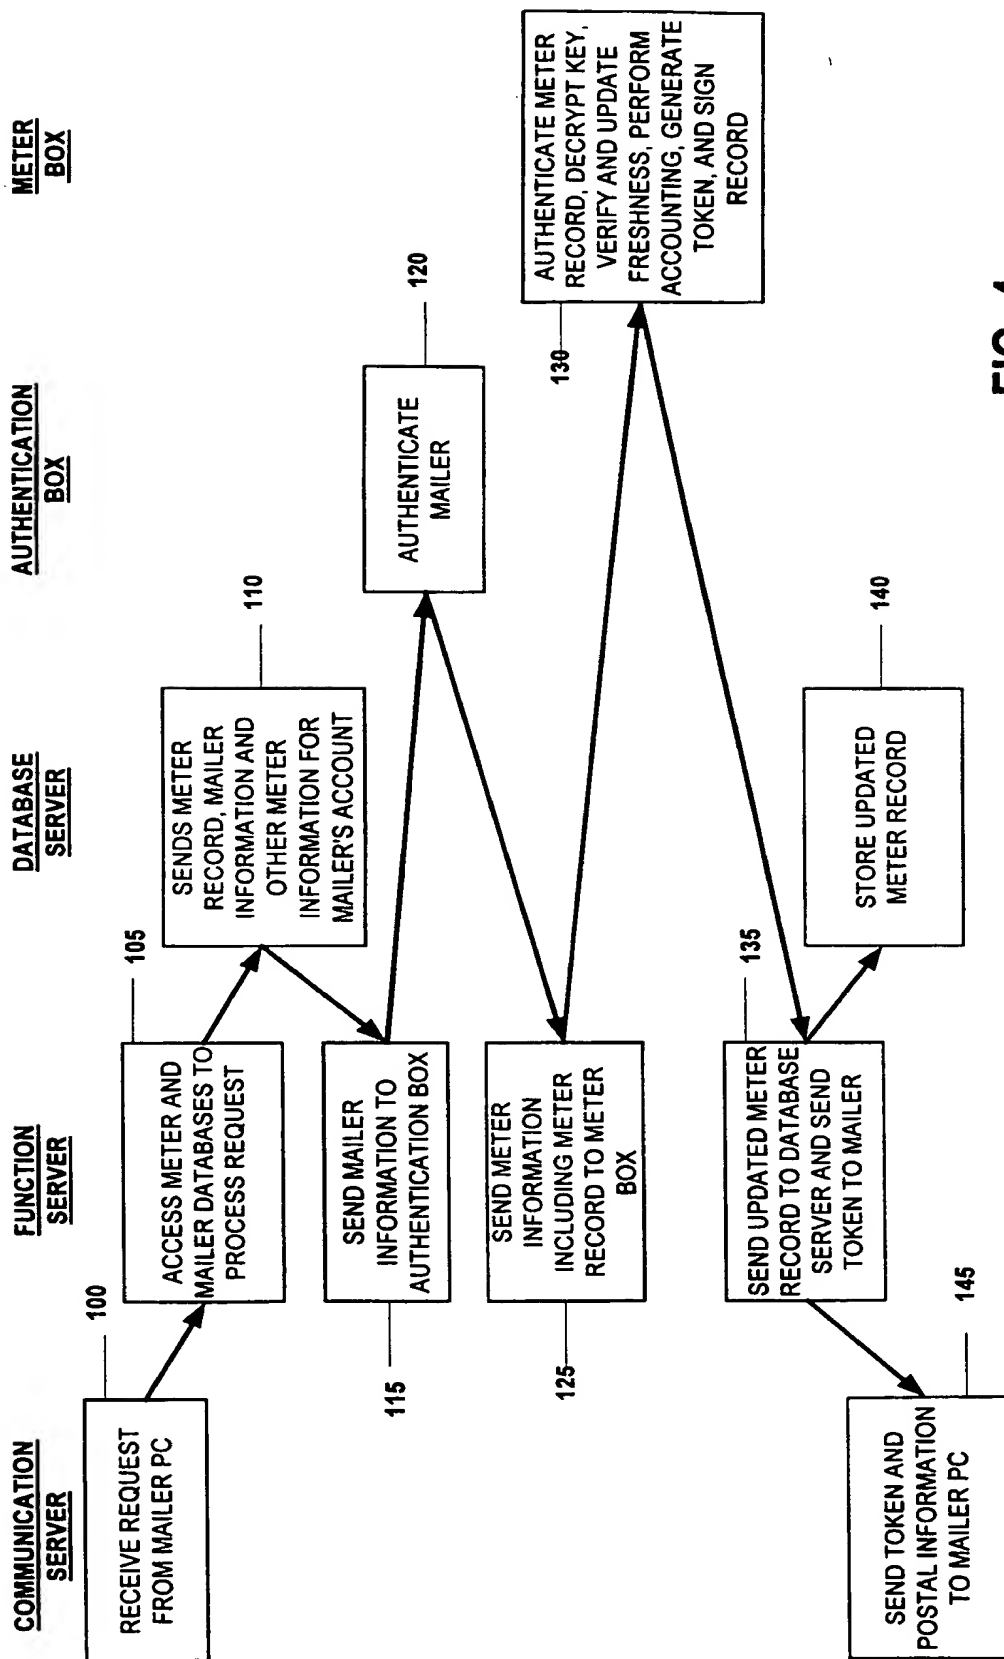 COMMUNICATION
SERVER
FUNCTION
SERVER
DATABASE
SERVER
AUTHENTICATION
BOX
METER
BOX
100
RECEIVE REQUEST
FROM MAILER PC
105
ACCESS METER AND
MAILER DATABASES TO
PROCESS REQUEST
110
SENDS METER
RECORD, MAILER
INFORMATION AND
OTHER METER
INFORMATION FOR
MAILER'S ACCOUNT
115
SEND MAILER
INFORMATION TO
AUTHENTICATION BOX
120
AUTHENTICATE
MAILER
125
SEND METER
INFORMATION
INCLUDING METER
RECORD TO METER
BOX
130
AUTHENTICATE METER
RECORD, DECRYPT KEY,
VERIFY AND UPDATE
FRESHNESS, PERFORM
ACCOUNTING, GENERATE
TOKEN, AND SIGN
RECORD
135
SEND UPDATED METER
RECORD TO DATABASE
SERVER AND SEND
TOKEN TO MAILER
140
STORE UPDATED
METER RECORD
145
SEND TOKEN AND
POSTAL INFORMATION
TO MAILER PC